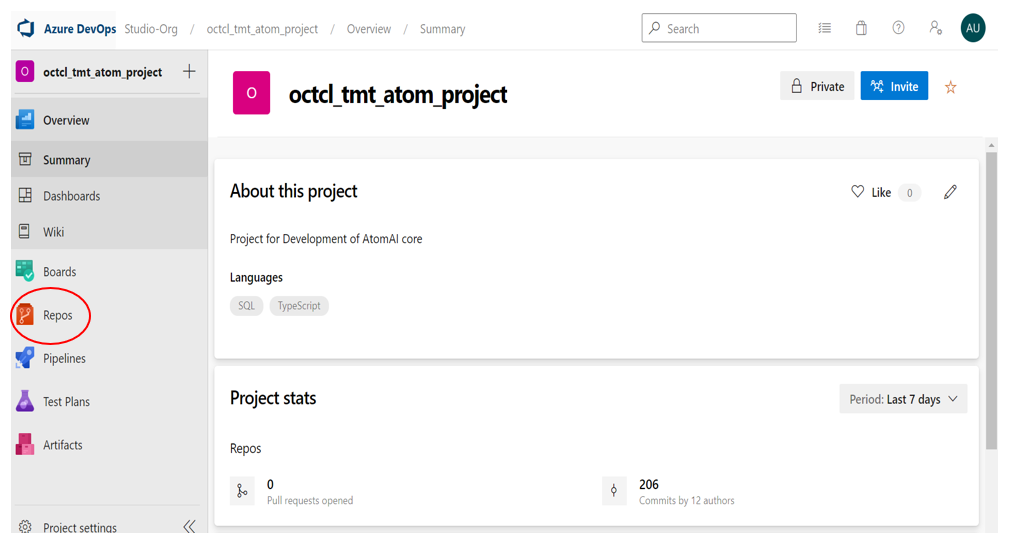 Azure DevOps Studio-Org / octcl_tmt_atom_project / Overview / Summary Search AU
O octcl_tmt_atom_project +
Overview
Summary
Dashboards
Wiki
Boards
Repos
Pipelines
Test Plans
Artifacts
Project settings
O octcl_tmt_atom_project Private Invite
About this project Like 0
Project for Development of AtomAI core
Languages
SQL TypeScript
Project stats Period: Last 7 days
Repos
0 206
Pull requests opened Commits by 12 authors